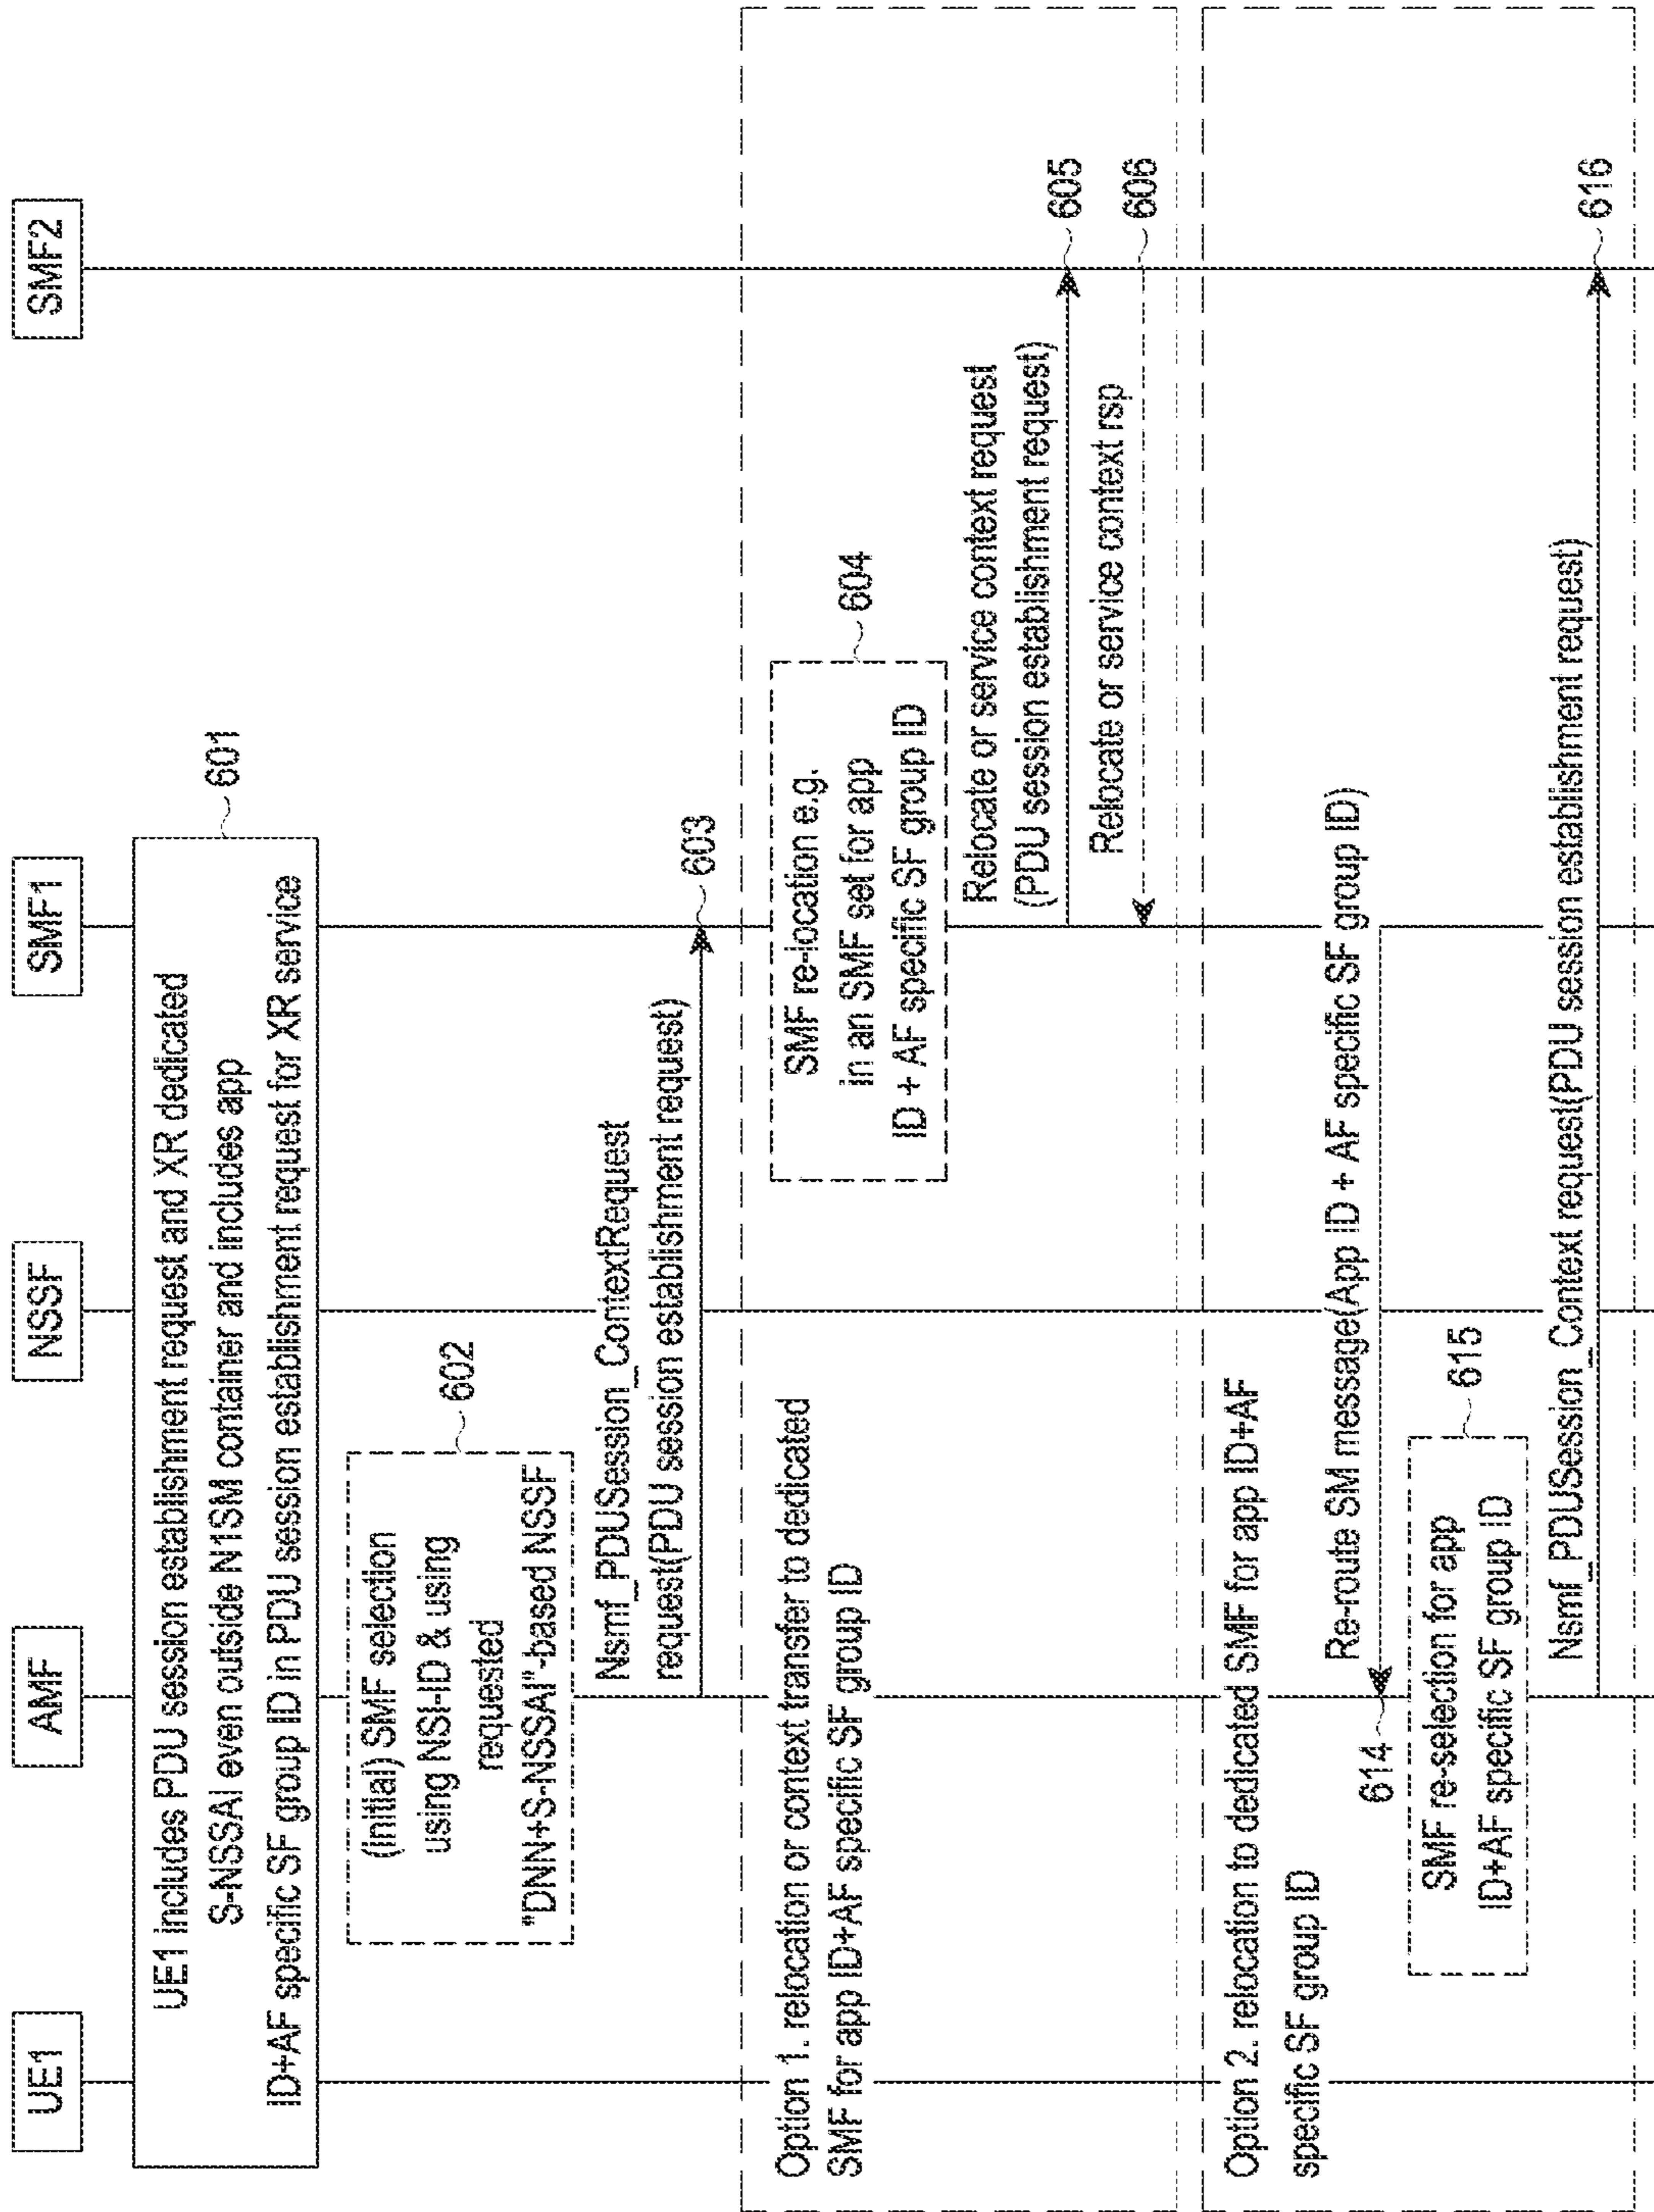 UE1
AMF
NSSF
SMF1
SMF2
UE1 includes PDU session establishment request and XR dedicated
S-NSSAI even outside N1SM container and includes app
ID+AF specific SF group ID in PDU session establishment request for XR service
601
(initial) SMF selection
using NSI-ID & using
requested
"DNN+S-NSSAI"-based NSSF
602
Nsmf_PDUSession_ContextRequest
request(PDU session establishment request)
603
Option 1. relocation or context transfer to dedicated
SMF for app ID+AF specific SF group ID
SMF re-location e.g.
in an SMF set for app
ID + AF specific SF group ID
604
Relocate or service context request
(PDU session establishment request)
605
Relocate or service context rsp
606
Option 2. relocation to dedicated SMF for app ID+AF
specific SF group ID
Re-route SM message(App ID + AF specific SF group ID)
614
SMF re-selection for app
ID+AF specific SF group ID
615
Nsmf_PDUSession_Context request(PDU session establishment request)
616